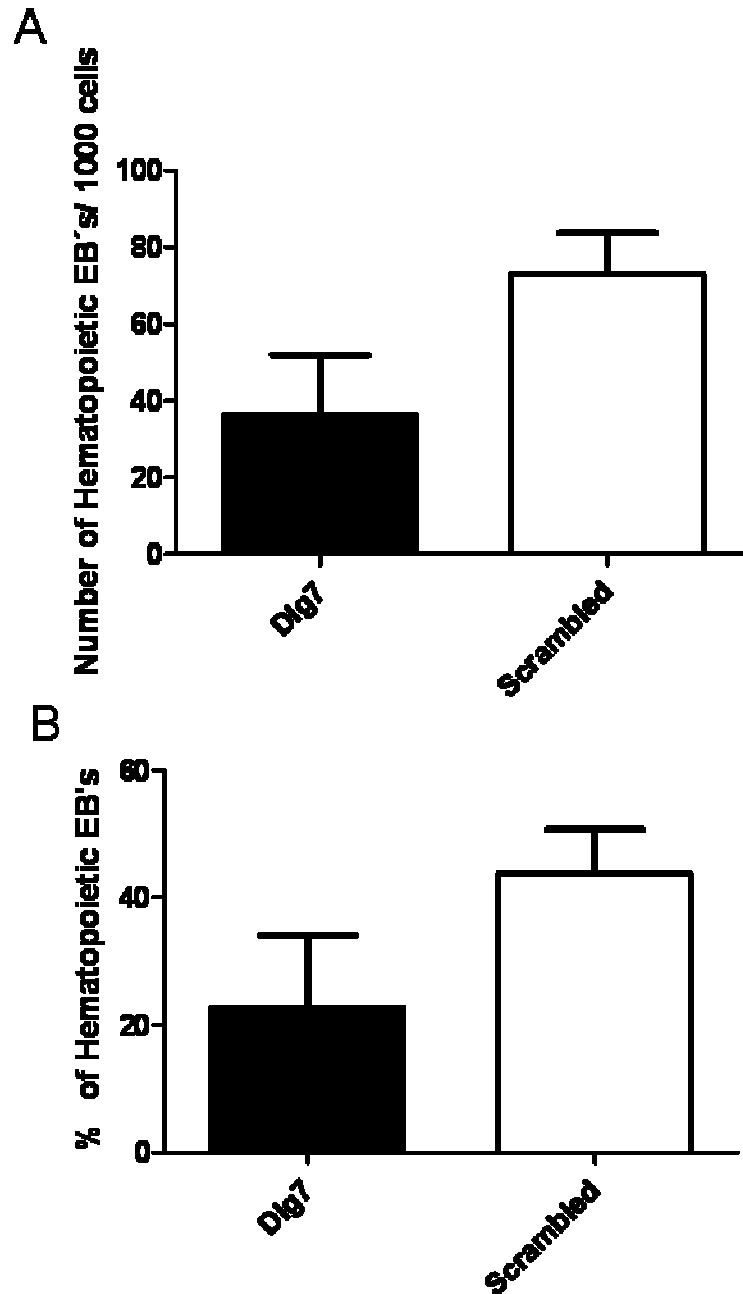 A
Number of Hematopoietic EB´s/ 1000 cells
100
80
60
40
20
0
Dlg7
Scrambled
B
% of Hematopoietic EB's
60
40
20
0
Dlg7
Scrambled